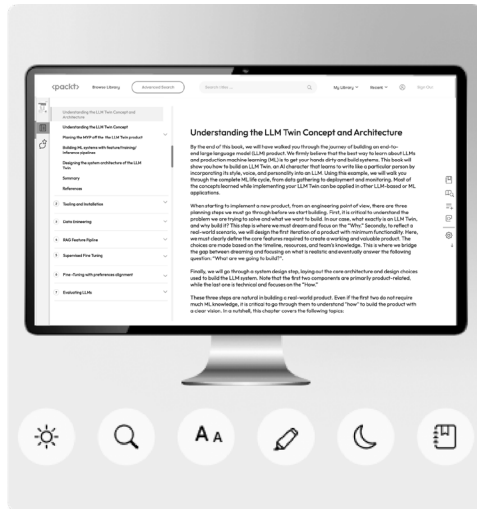 <packt>
Browse Library
Advanced Search
Search titles...
My Library
Recent
Sign Out
Understanding the LLM Twin Concept and
Architecture
Understanding the LLM Twin Concept
Planing the MVP off the the LLM Twin product
Building ML systems with feature/training/
inference pipelines
Designing the system architecture of the LLM
Twin
Summary
References
Tooling and Installation
Data Enineering
RAG Feature Pipline
Supervised Fine Tuning
Fine-Tuning with preferences alignment
Evaluating LLMs
Understanding the LLM Twin Concept and Architecture
By the end of this book, we will have walked you through the journey of building an end-to-
end large language model (LLM) product. We firmly believe that the best way to learn about LLMs
and production machine learning (ML) is to get your hands dirty and build systems. This book will
show you how to build an LLM Twin, an AI character that learns to write like a particular person by
incorporating its style, voice, and personality into an LLM. Using this example, we will walk you
through the complete ML life cycle, from data gathering to deployment and monitoring. Most of
the concepts learned while implementing your LLM Twin can be applied in other LLM-based or ML
applications.
When starting to implement a new product, from an engineering point of view, there are three
planning steps we must go through before we start building. First, it is critical to understand the
problem we are trying to solve and what we want to build. In our case, what exactly is an LLM Twin,
and why build it? This step is where we must dream and focus on the "Why." Secondly, to reflect a
real-world scenario, we will design the first iteration of a product with minimum functionality. Here,
we must clearly define the core features required to create a working and valuable product. The
choices are made based on the timeline, resources, and team's knowledge. This is where we bridge
the gap between dreaming and focusing on what is realistic and eventually answer the following
question: "What are we going to build?".
Finally, we will go through a system design step, laying out the core architecture and design choices
used to build the LLM system. Note that the first two components are primarily product-related,
while the last one is technical and focuses on the "How."
These three steps are natural in building a real-world product. Even if the first two do not require
much ML knowledge, it is critical to go through them to understand "how" to build the product with
a clear vision. In a nutshell, this chapter covers the following topics:
A A